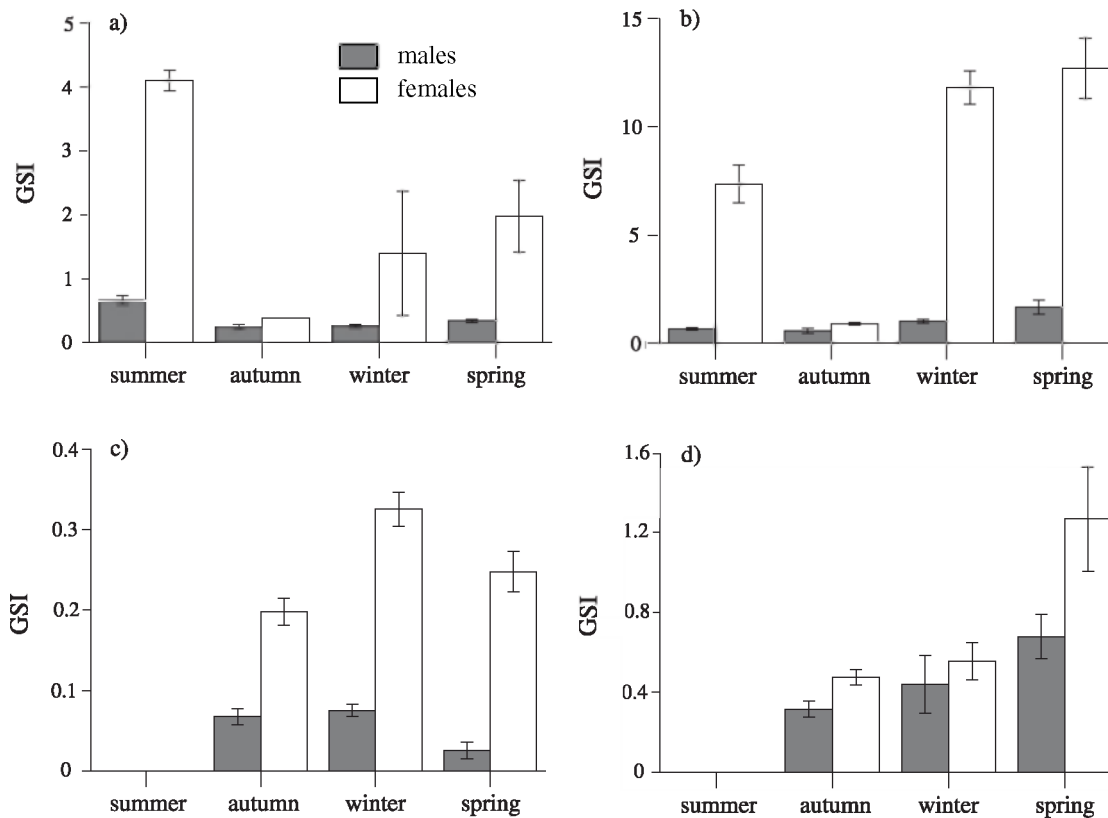 a)
males
females
5
4
3
2
1
0
GSI
summer autumn winter spring
b)
15
10
5
0
GSI
summer autumn winter spring
c)
0.4
0.3
0.2
0.1
0
GSI
summer autumn winter spring
d)
1.6
1.2
0.8
0.4
0
GSI
summer autumn winter spring